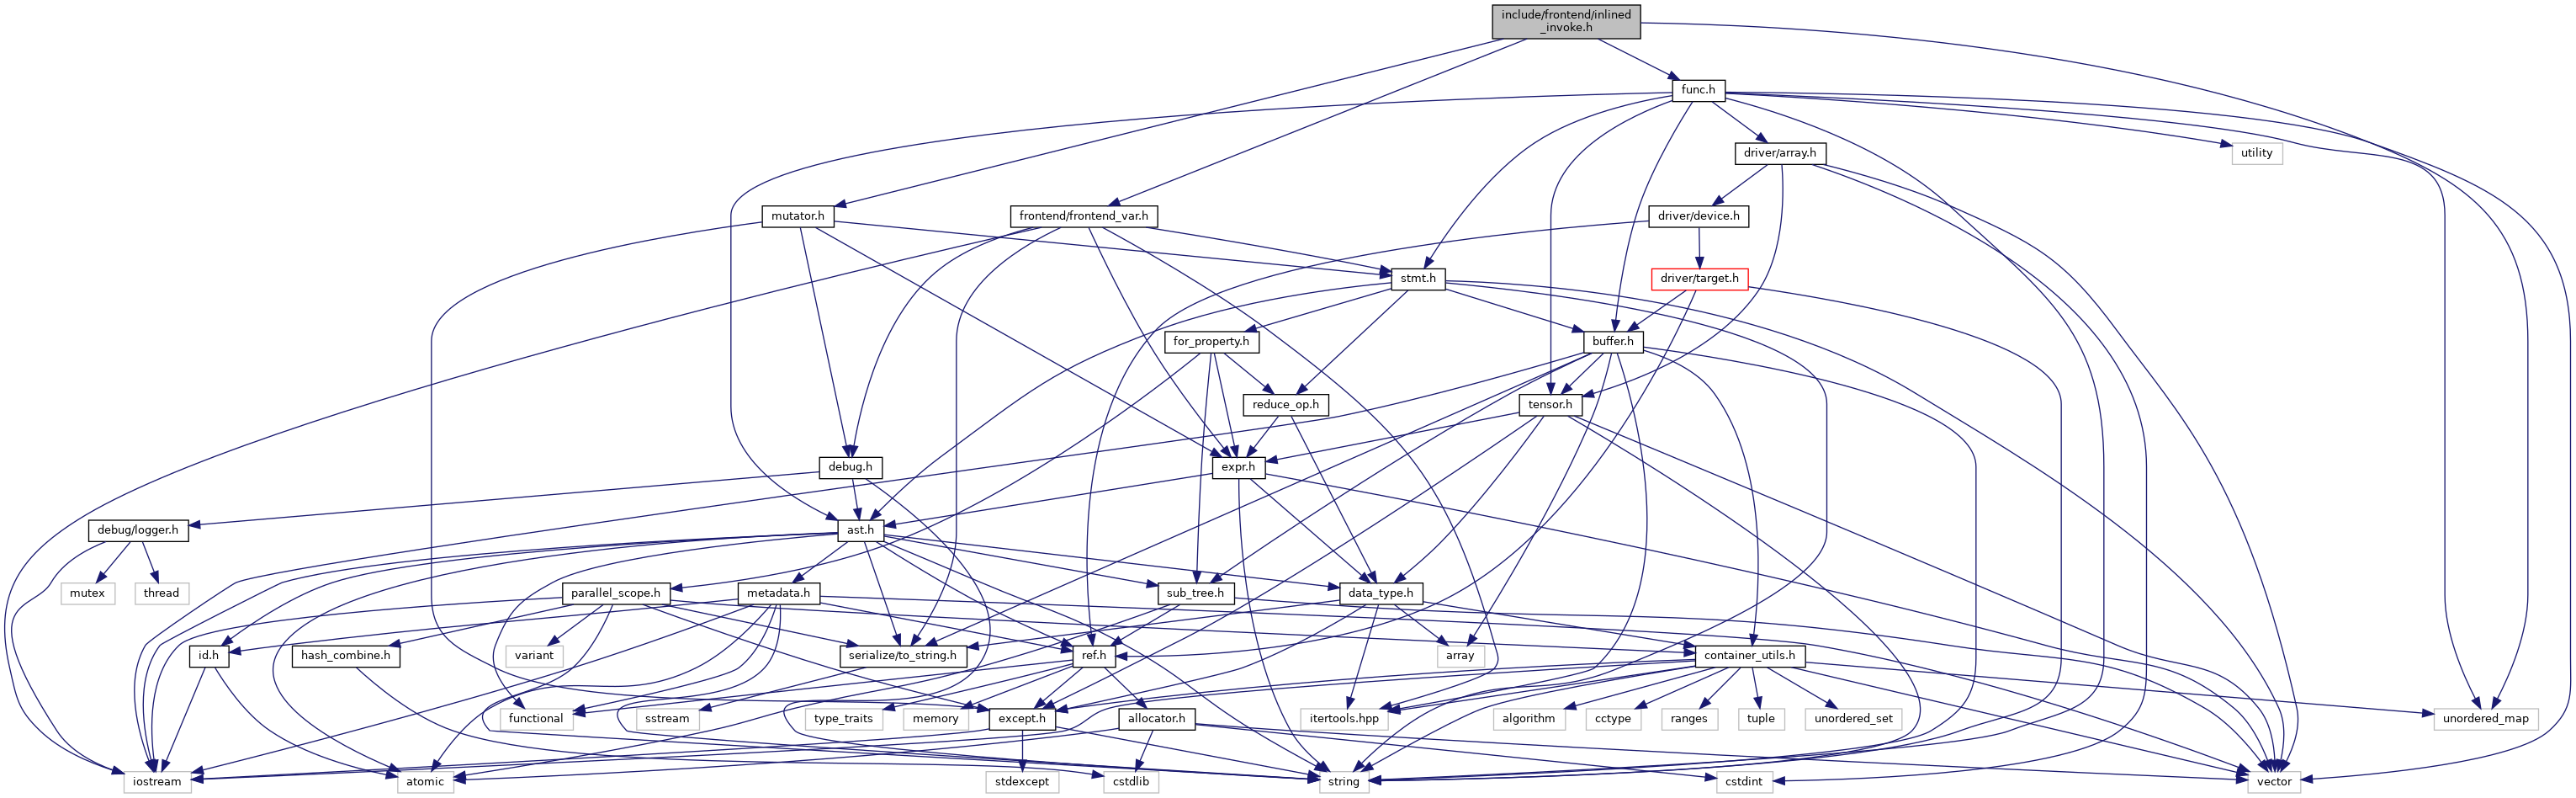 include/frontend/inlined
_invoke.h
func.h
driver/array.h
utility
mutator.h
frontend/frontend_var.h
driver/device.h
stmt.h
driver/target.h
for_property.h
buffer.h
reduce_op.h
tensor.h
debug.h
expr.h
debug/logger.h
ast.h
mutex
thread
parallel_scope.h
metadata.h
sub_tree.h
data_type.h
id.h
hash_combine.h
variant
serialize/to_string.h
ref.h
array
container_utils.h
functional
sstream
type_traits
memory
except.h
allocator.h
itertools.hpp
algorithm
cctype
ranges
tuple
unordered_set
unordered_map
iostream
atomic
stdexcept
cstdlib
string
cstdint
vector